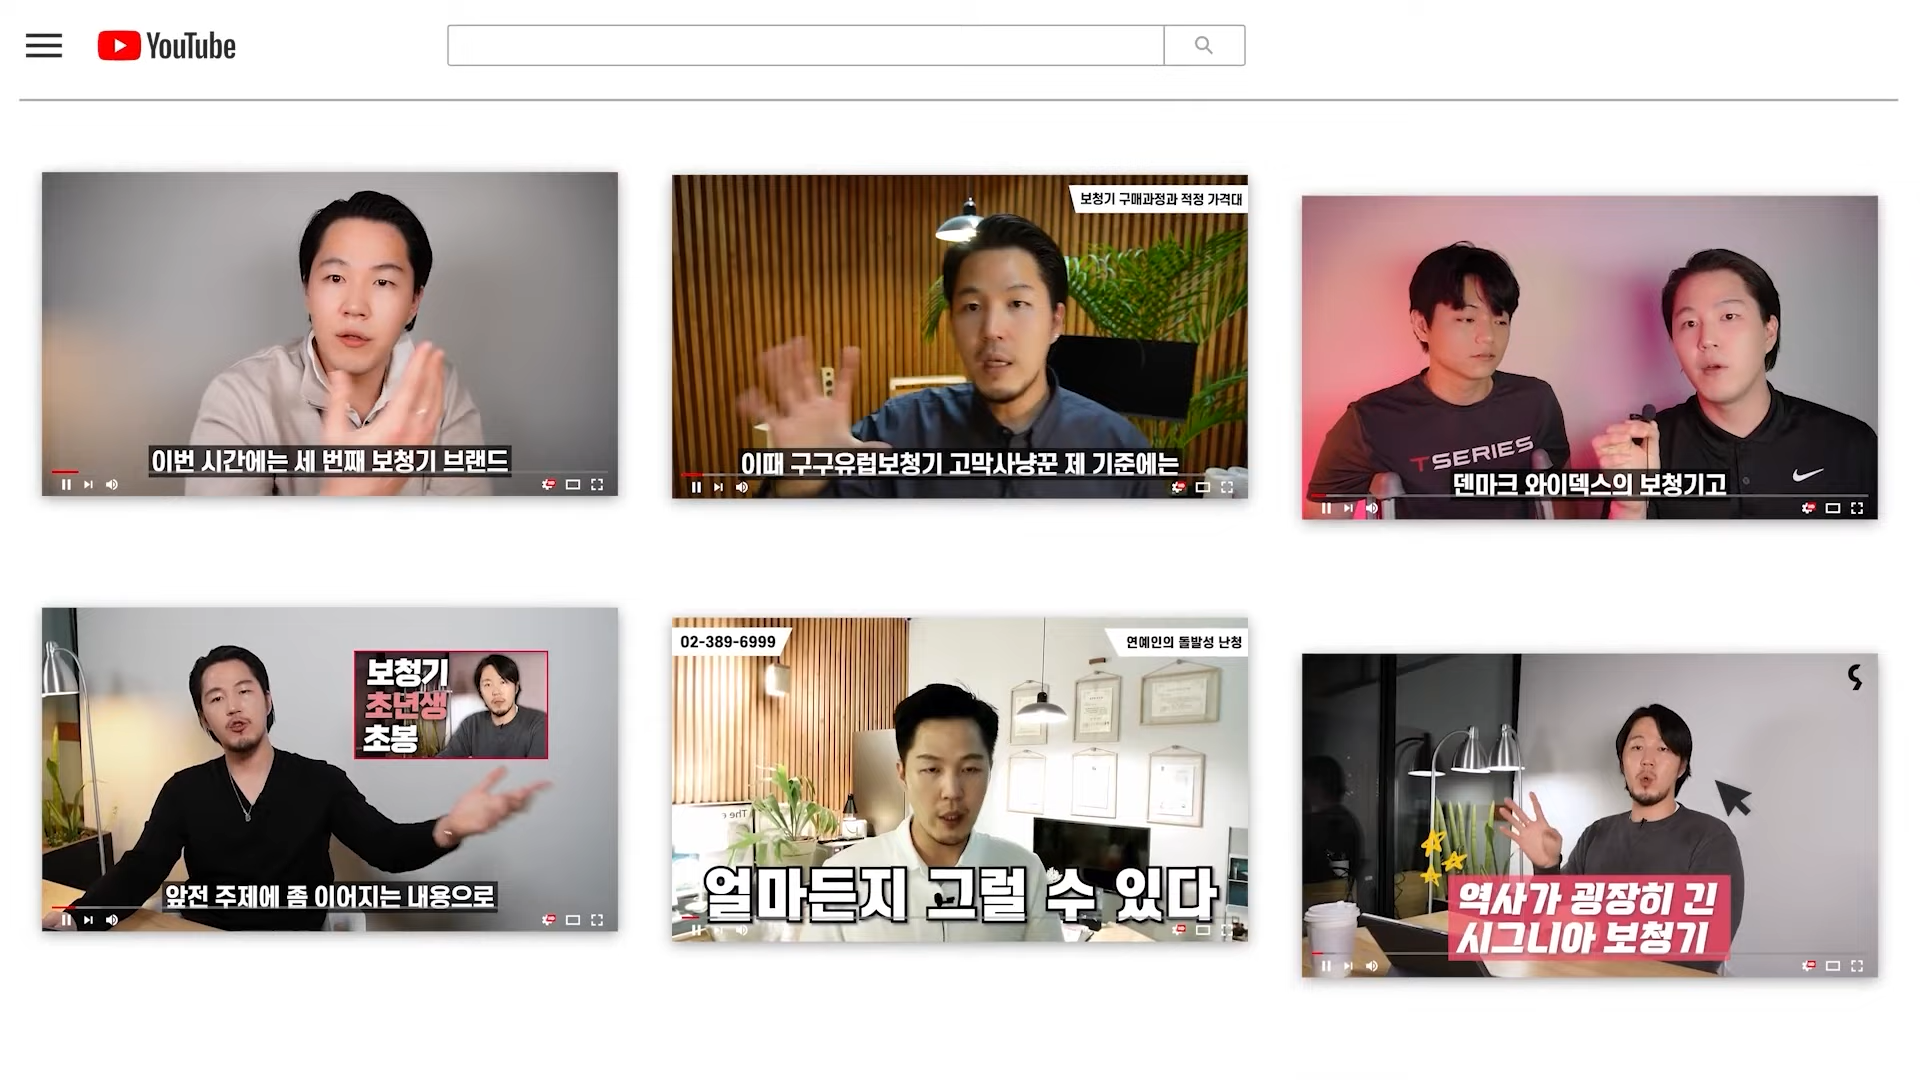 YouTube
이번 시간에는 세 번째 보청기 브랜드
보청기 구매과정과 적정 가격대
이때 구구유럽보청기 고막사냥꾼 제 기준에는
TSERIES
덴마크 와이덱스의 보청기고
보청기
초년생
초봉
앞전 주제에 좀 이어지는 내용으로
02-389-6999
연예인의 돌발성 난청
얼마든지 그럴 수 있다
역사가 굉장히 긴
시그니아 보청기